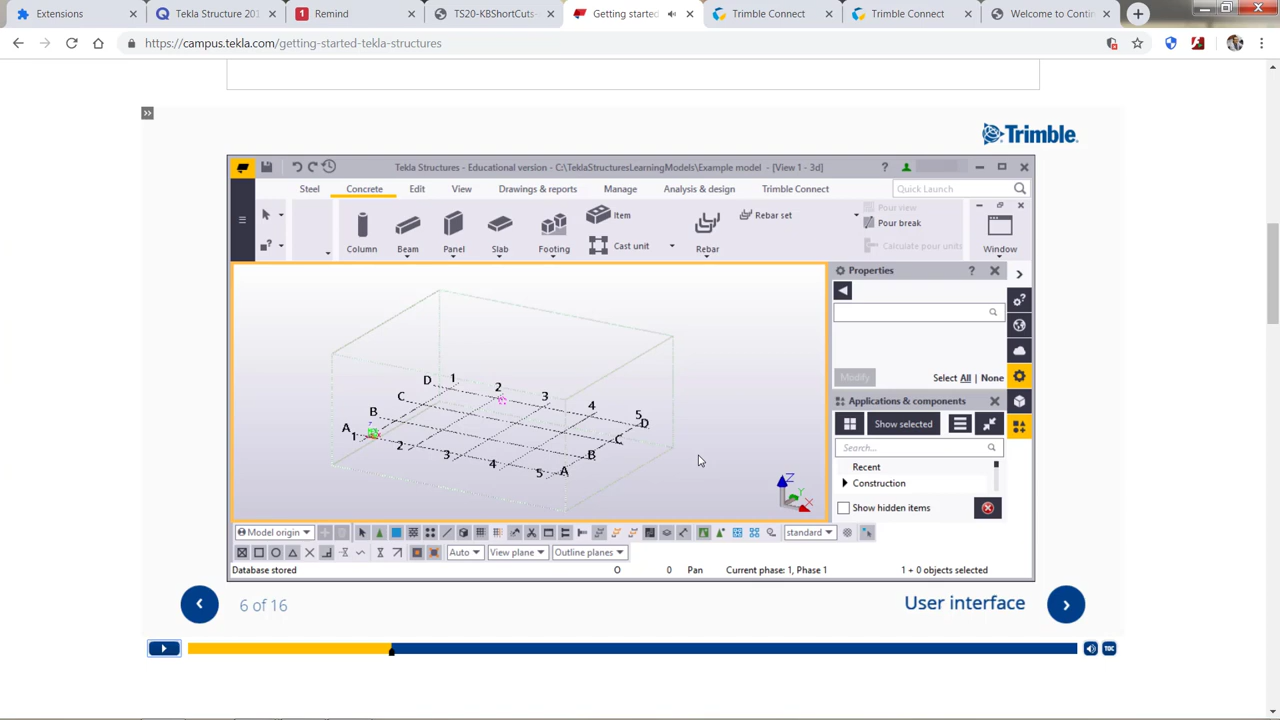 Extensions
Tekla Structure 201
Remind
TS20-KBDShortCuts
Getting started
Trimble Connect
Trimble Connect
Welcome to Contin
https://campus.tekla.com/getting-started-tekla-structures
Trimble
Tekla Structures - Educational version - C:\TeklaStructuresLearningModels\Example model - [View 1 - 3d]
Steel Concrete Edit View Drawings & reports Manage Analysis & design Trimble Connect Quick Launch
Column
Beam
Panel
Slab
Footing
Item
Cast unit
Rebar
Rebar set
Pour view
Pour break
Calculate pour units
Window
Properties
Modify
Select All | None
Applications & components
Show selected
Search...
Recent
Construction
Show hidden items
D 1 2 3 4 5 D
C C
B B
A 1 2 3 4 5 A
Z
Y
X
Model origin standard
Auto View plane Outline planes
Database stored O 0 Pan Current phase: 1, Phase 1 1 + 0 objects selected
6 of 16
User interface
TOC